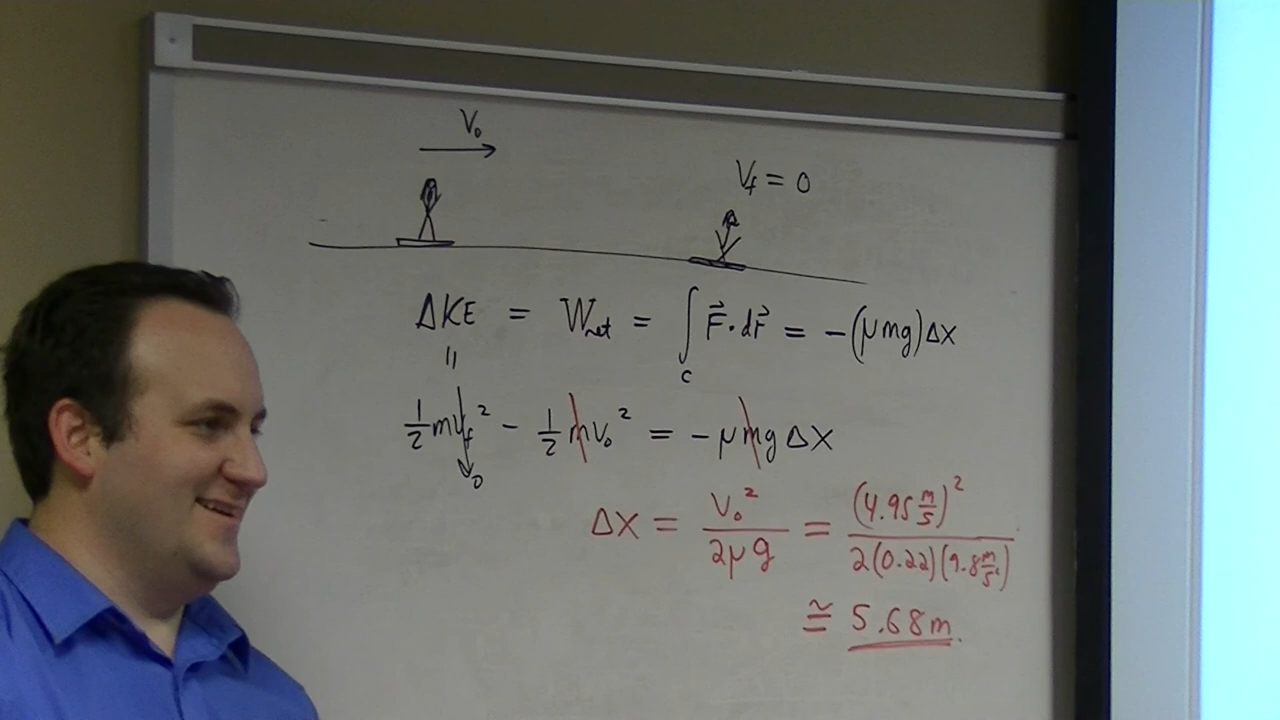 V₀
V_f = 0
ΔKE = W_net = ∫_c F⃗ · dr⃗ = -(μmg)Δx
||
½mv_f² - ½mv₀² = -μmgΔx
0
Δx = v₀² / 2μg = (4.95 m/s)² / 2(0.22)(9.8 m/s²)
≅ 5.68m.